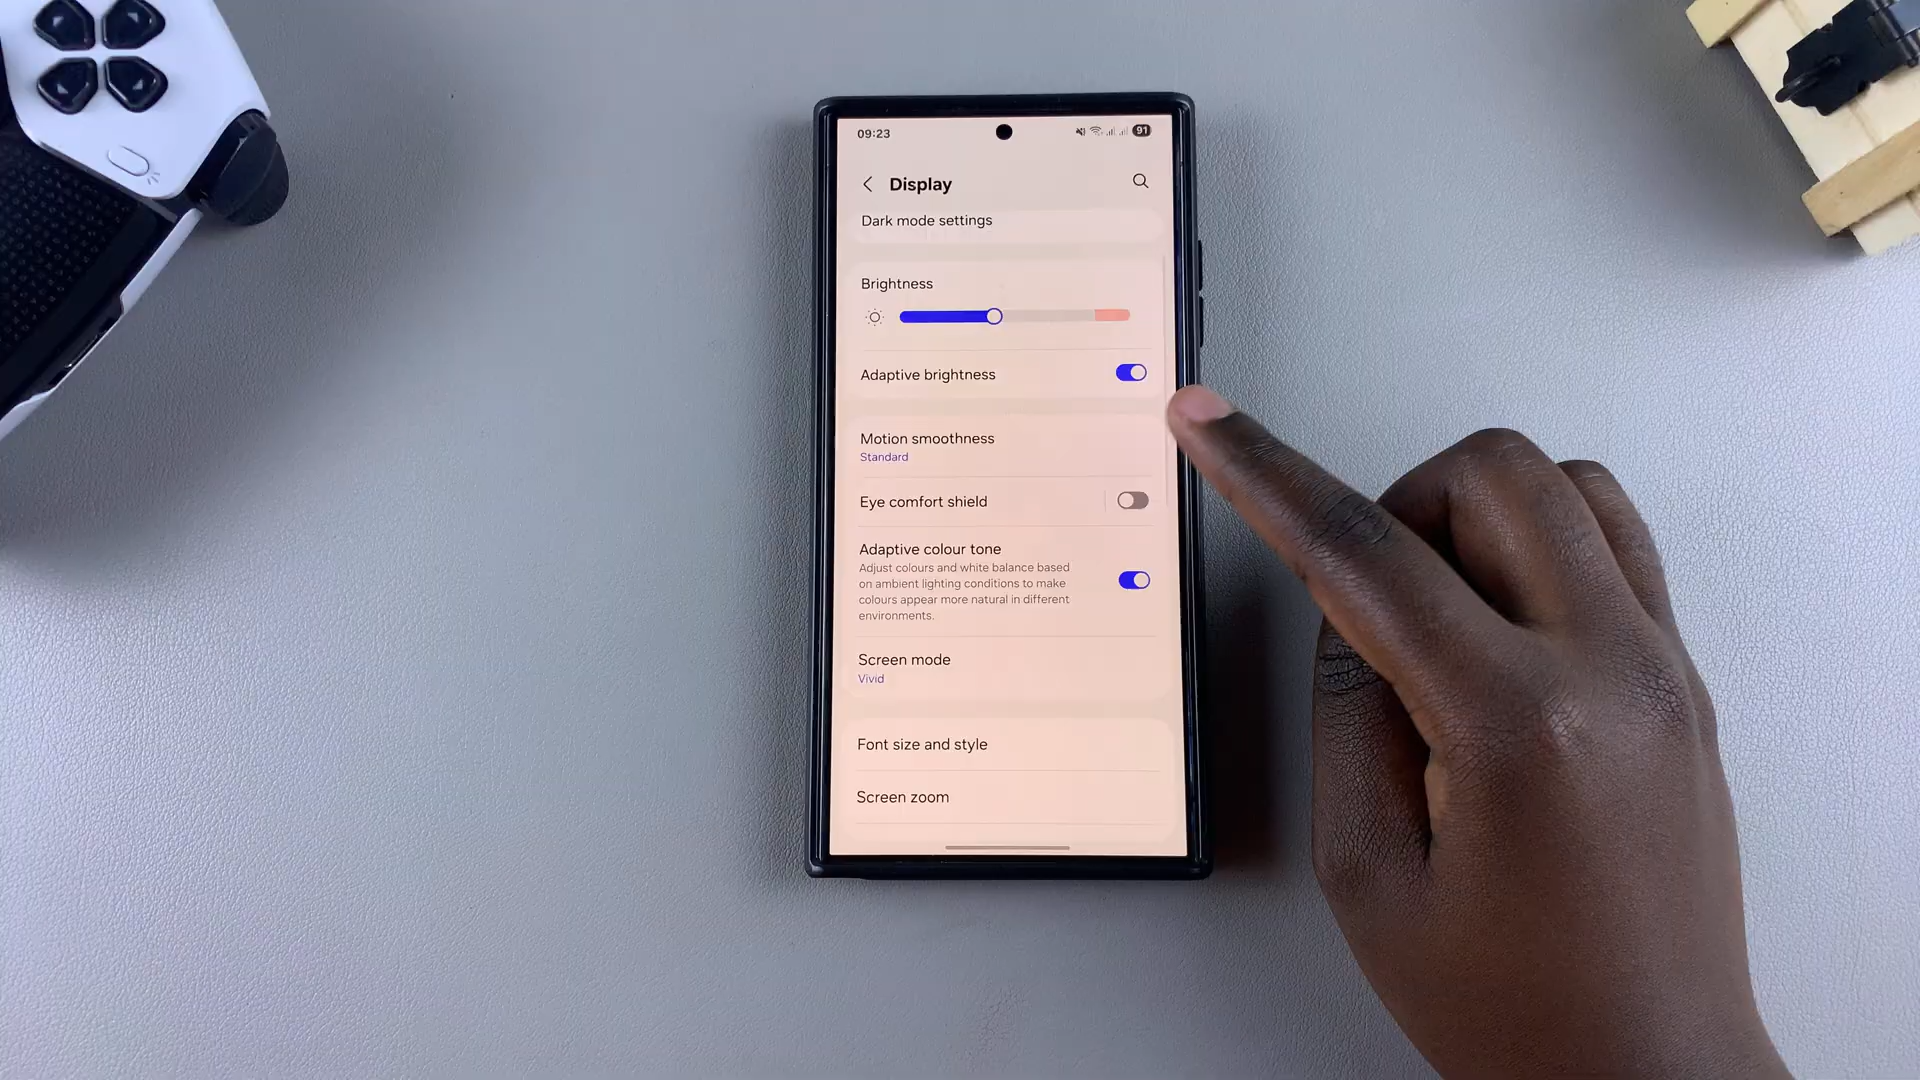 09:23
91
Display
Dark mode settings
Brightness
Adaptive brightness
Motion smoothness
Standard
Eye comfort shield
Adaptive colour tone
Adjust colours and white balance based
on ambient lighting conditions to make
colours appear more natural in different
environments.
Screen mode
Vivid
Font size and style
Screen zoom